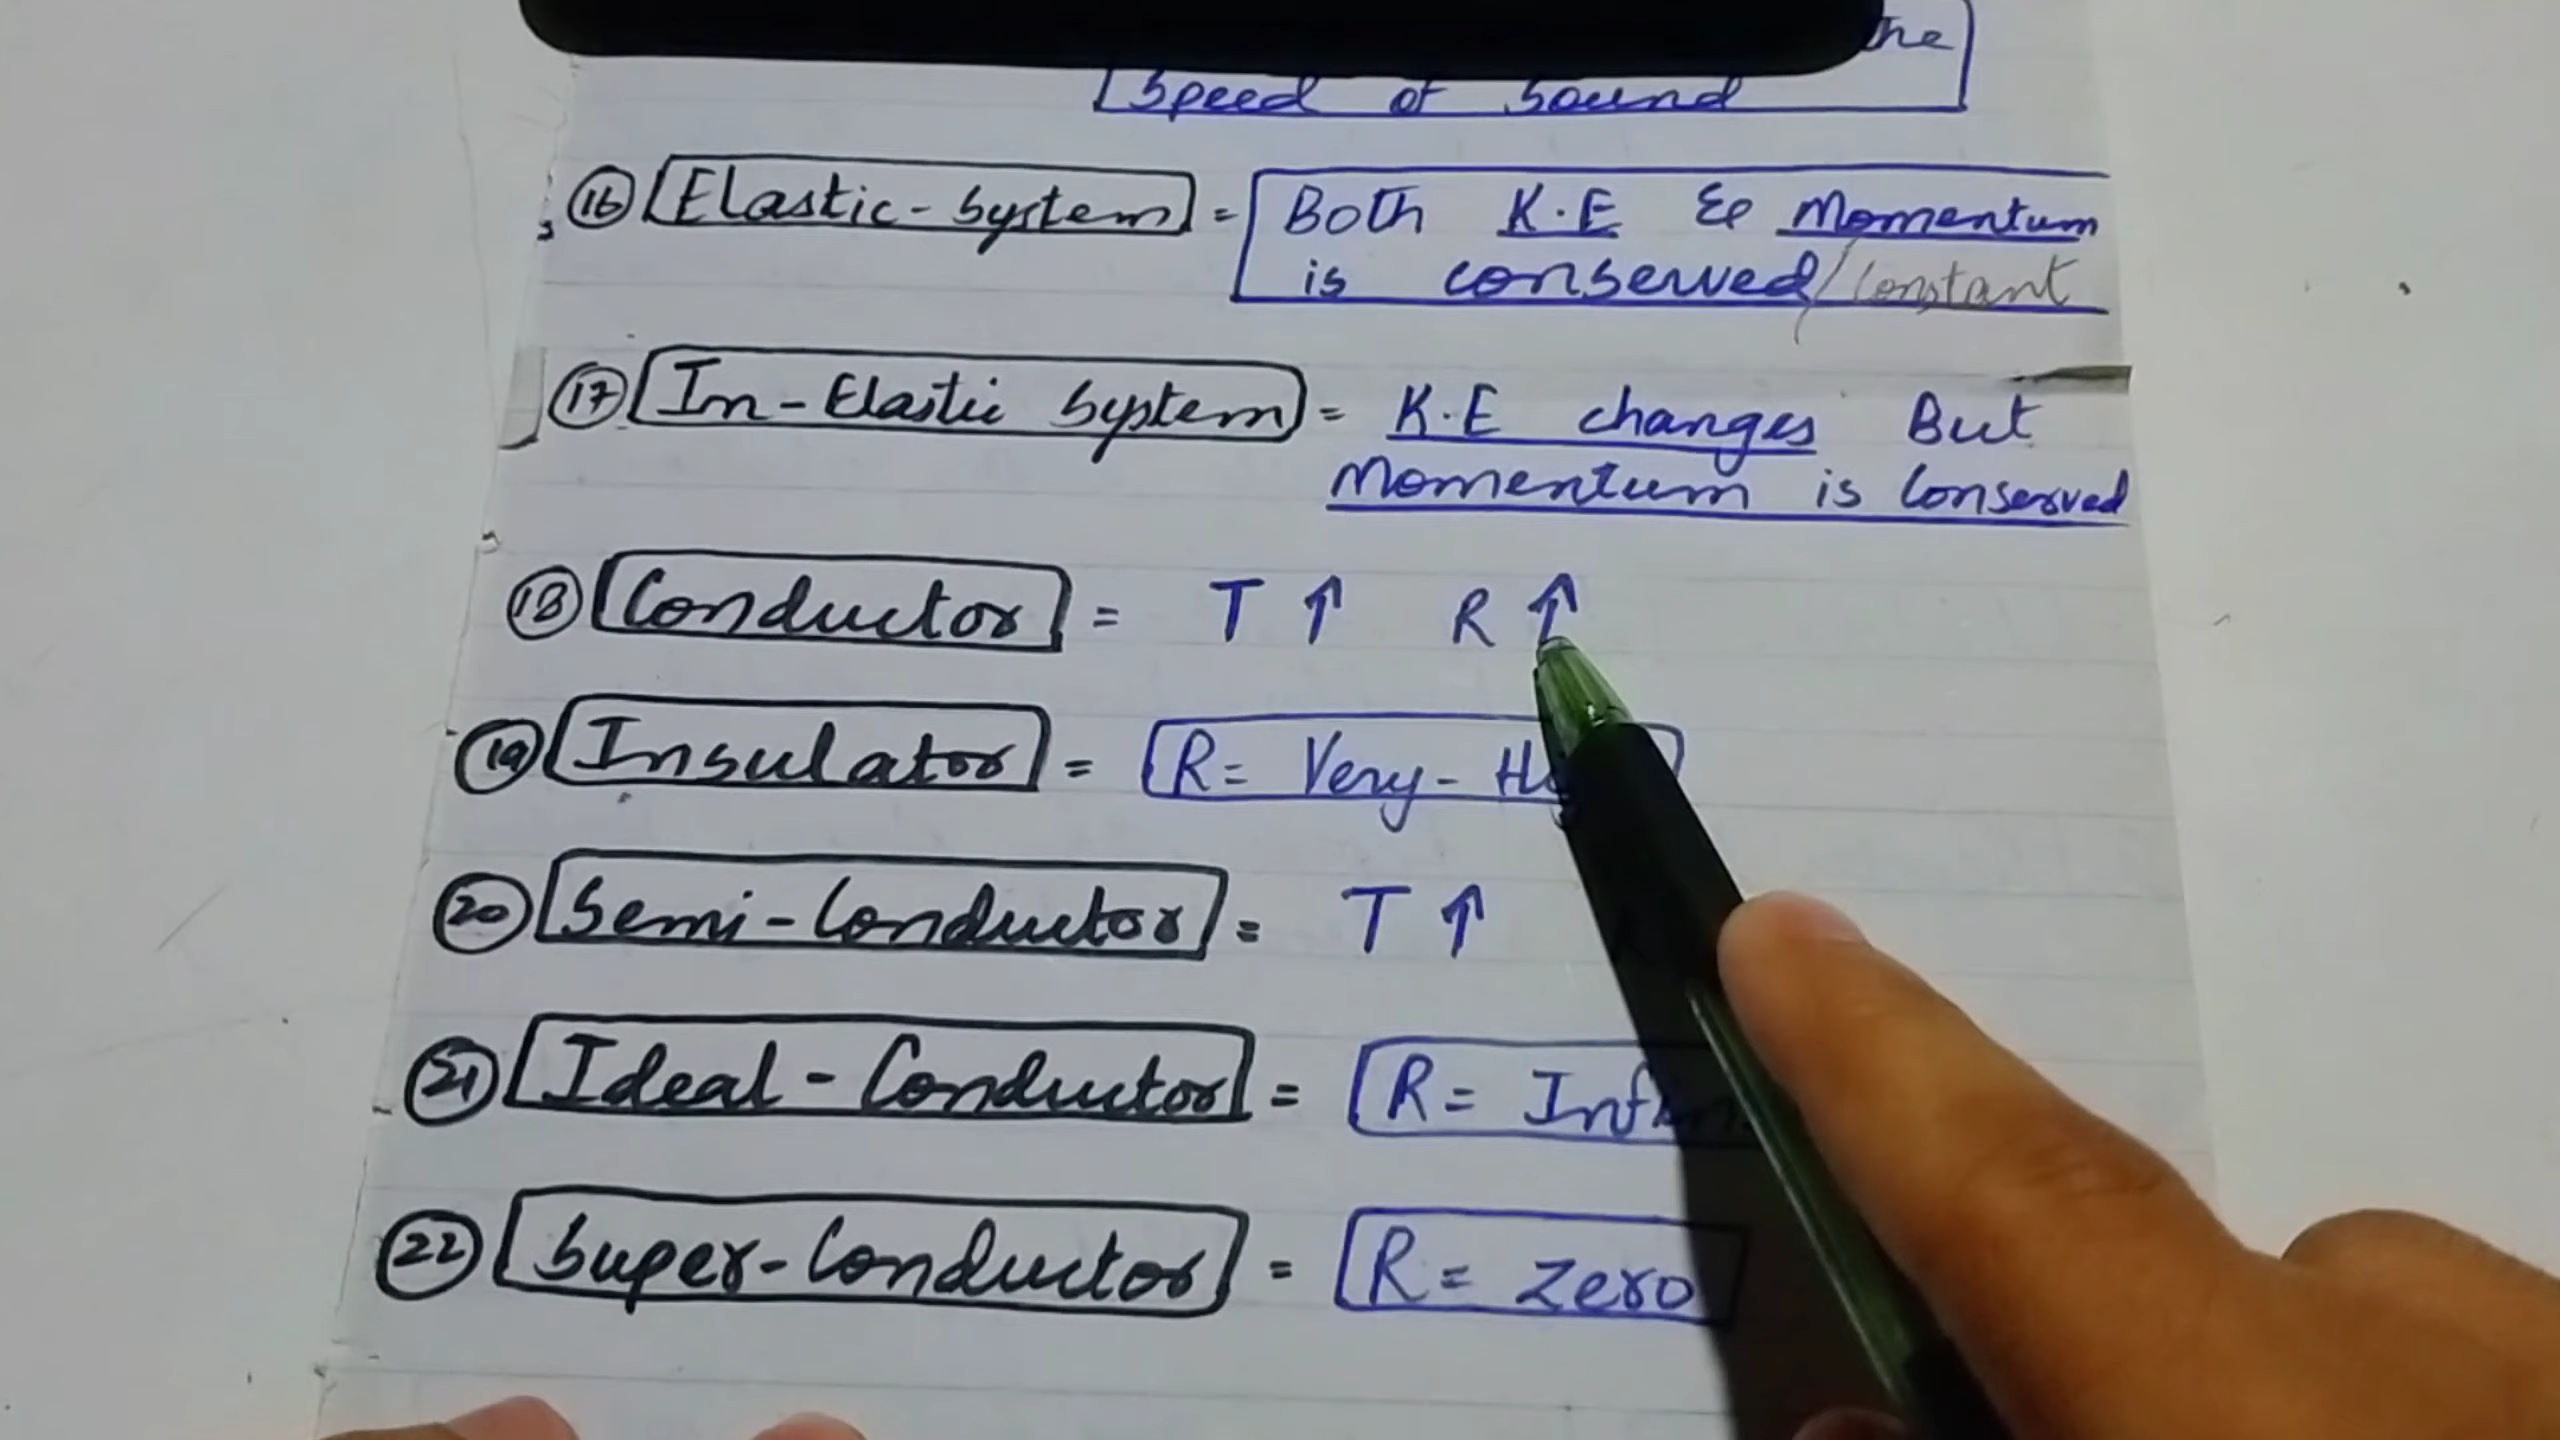 the
Speed of Sound
16 Elastic-System = Both K.E & Momentum
is conserved/Constant
17 In-Elastic System = K.E changes But
Momentum is Conserved
18 Conductor = T ↑ R ↑
19 Insulator = R = Very-
20 Semi-Conductor = T ↑
21 Ideal-Conductor = R =
22 Super-Conductor = R = Zero